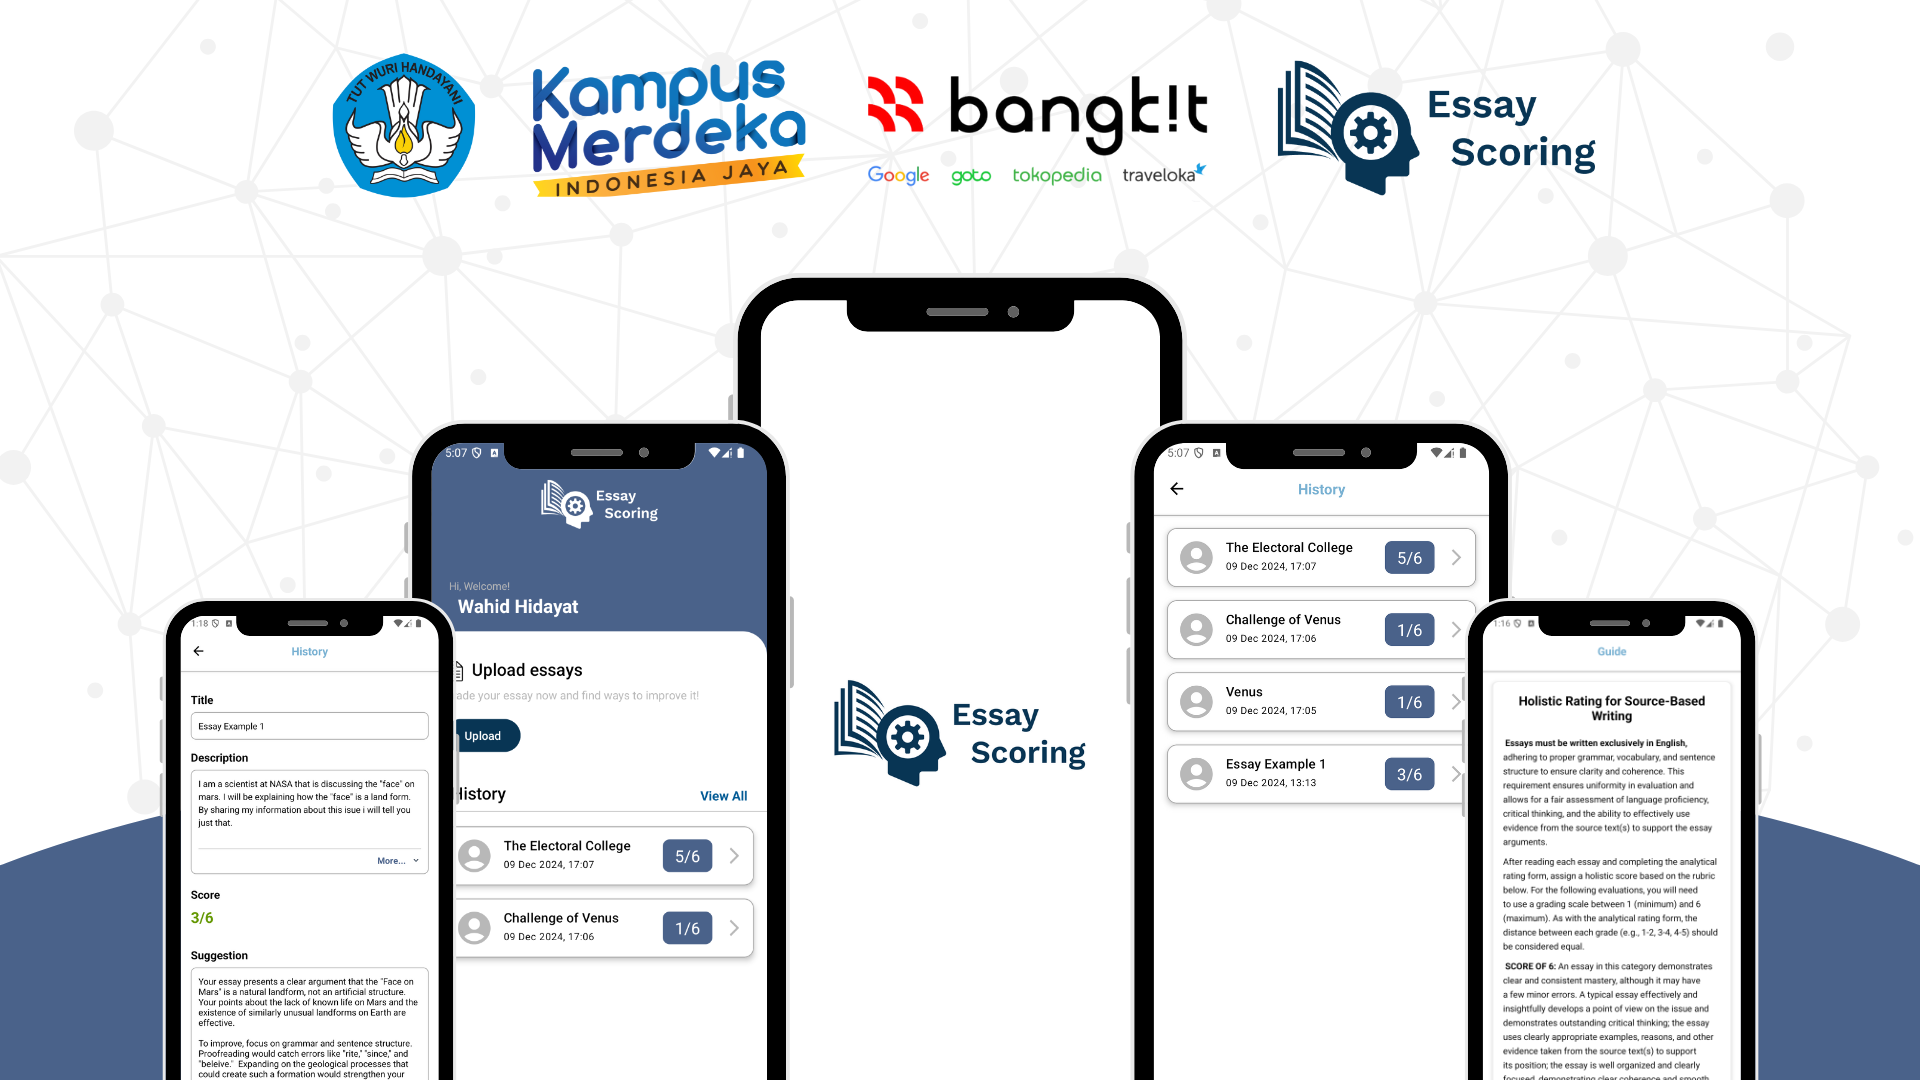 TUT WURI HANDAYANI
Kampus
Merdeka
INDONESIA JAYA
bangk!t
Google goto tokopedia traveloka
Essay
Scoring
1:18
History
Title
Essay Example 1
Description
I am a scientist at NASA that is discussing the "face" on
mars. I will be explaining how the "face" is a land form.
By sharing my information about this isue i will tell you
just that.
More...
Score
3/6
Suggestion
Your essay presents a clear argument that the "Face on
Mars" is a natural landform, not an artificial structure.
Your points about the lack of known life on Mars and the
existence of similarly unusual landforms on Earth are
effective.
To improve, focus on grammar and sentence structure.
Proofreading would catch errors like "rite," "since," and
"beleive." Expanding on the geological processes that
could create such a formation would strengthen your
5:07
Essay
Scoring
Hi, Welcome!
Wahid Hidayat
Upload essays
ade your essay now and find ways to improve it!
Upload
History
View All
The Electoral College
09 Dec 2024, 17:07
5/6
Challenge of Venus
09 Dec 2024, 17:06
1/6
Essay
Scoring
5:07
History
The Electoral College
09 Dec 2024, 17:07
5/6
Challenge of Venus
09 Dec 2024, 17:06
1/6
Venus
09 Dec 2024, 17:05
1/6
Essay Example 1
09 Dec 2024, 13:13
3/6
1:16
Guide
Holistic Rating for Source-Based
Writing
Essays must be written exclusively in English,
adhering to proper grammar, vocabulary, and sentence
structure to ensure clarity and coherence. This
requirement ensures uniformity in evaluation and
allows for a fair assessment of language proficiency,
critical thinking, and the ability to effectively use
evidence from the source text(s) to support the essay
arguments.
After reading each essay and completing the analytical
rating form, assign a holistic score based on the rubric
below. For the following evaluations, you will need
to use a grading scale between 1 (minimum) and 6
(maximum). As with the analytical rating form, the
distance between each grade (e.g., 1-2, 3-4, 4-5) should
be considered equal.
SCORE OF 6: An essay in this category demonstrates
clear and consistent mastery, although it may have
a few minor errors. A typical essay effectively and
insightfully develops a point of view on the issue and
demonstrates outstanding critical thinking; the essay
uses clearly appropriate examples, reasons, and other
evidence taken from the source text(s) to support
its position; the essay is well organized and clearly
focused, demonstrating clear coherence and smooth